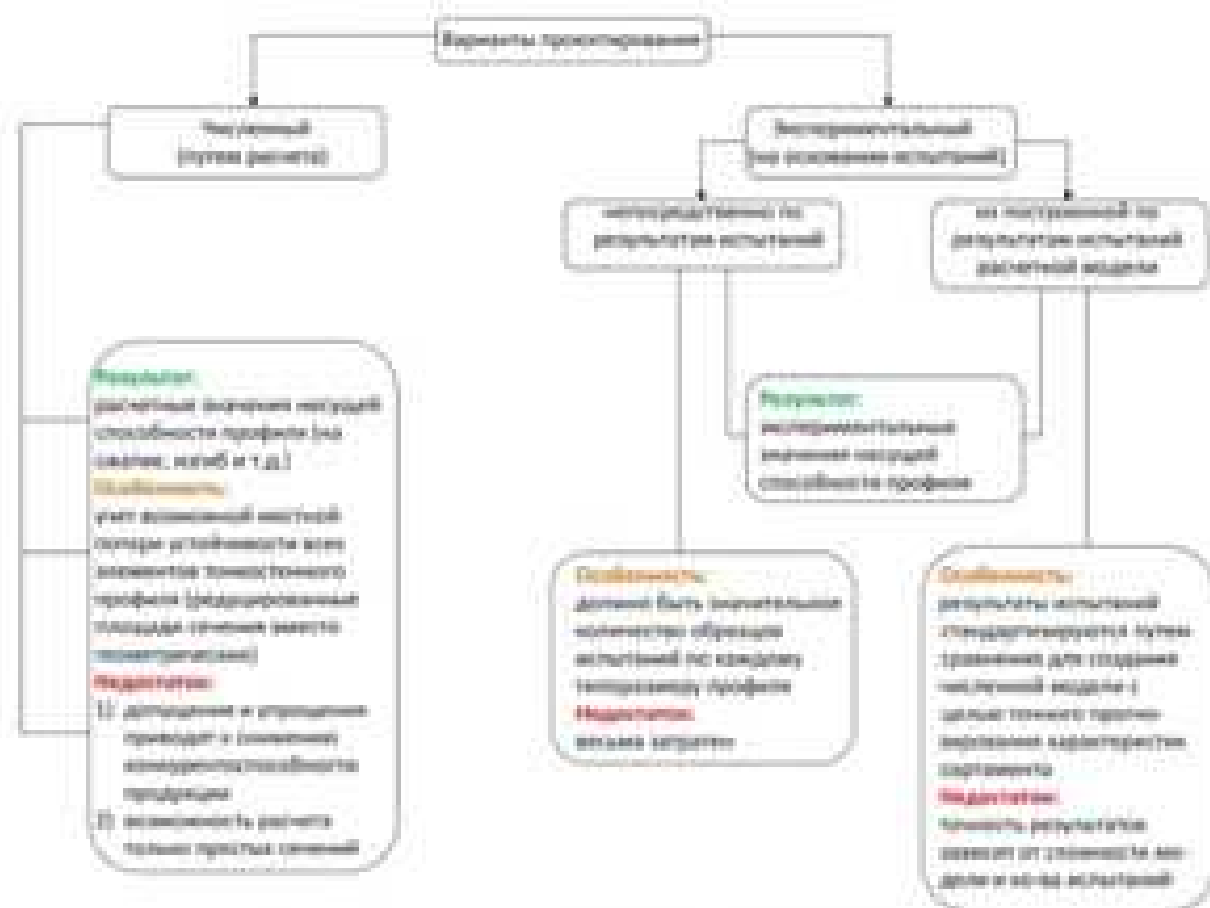 Варианты проектирования
Численный
(путем расчета)
Экспериментальный
(на основании испытаний)
непосредственно по
результатам испытаний
из построенной по
результатам испытаний
расчетной модели
Результат:
расчетные значения несущей
способности профиля (на
сжатие, изгиб и т.д.)
Особенность:
учет возможной местной
потери устойчивости всех
элементов тонкостенного
профиля (редуцированные
площади сечения вместо
геометрических)
Недостаток:
1) допущения и упрощения
приводят к снижению
конкурентоспособности
продукции
2) возможность расчета
только простых сечений
Результат:
экспериментальные
значения несущей
способности профиля
Особенность:
должно быть значительное
количество образцов
испытаний по каждому
типоразмеру профиля
Недостаток:
весьма затратен
Особенность:
результаты испытаний
стандартизируются путем
сравнения для создания
численной модели с
целью точного прогно-
зирования характеристик
сортамента
Недостаток:
точность результатов
зависит от сложности мо-
дели и кол-ва испытаний